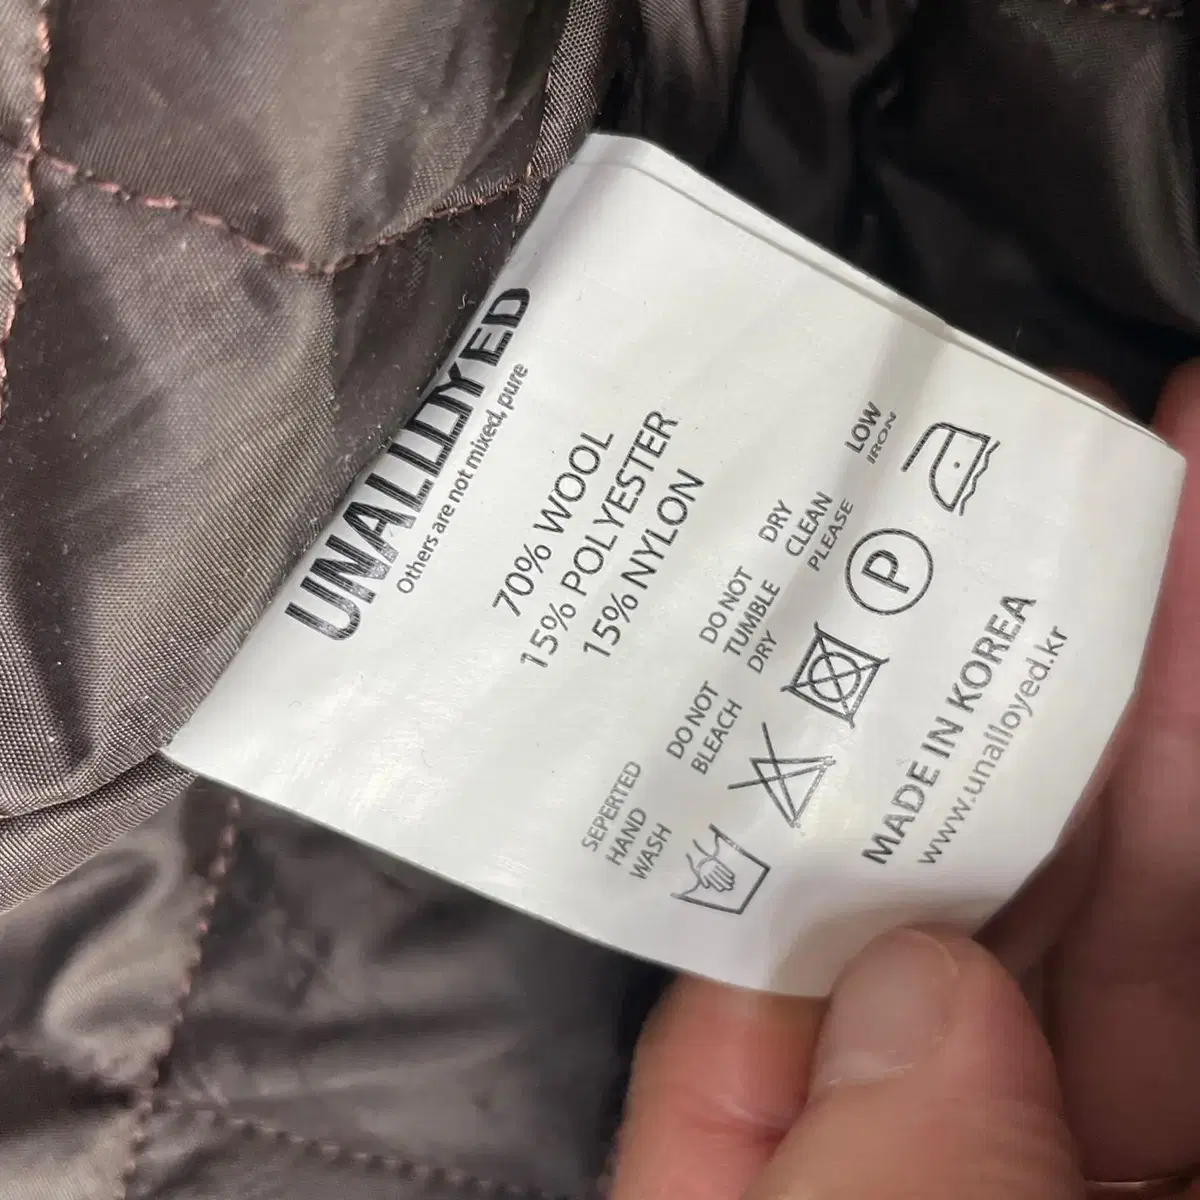 UNALLOYED
Others are not mixed, pure
70% WOOL
15% POLYESTER
15% NYLON
SEPERTED
HAND
WASH
DO NOT
BLEACH
DO NOT
TUMBLE
DRY
DRY
CLEAN
PLEASE
LOW
IRON
P
MADE IN KOREA
www.unalloyed.kr